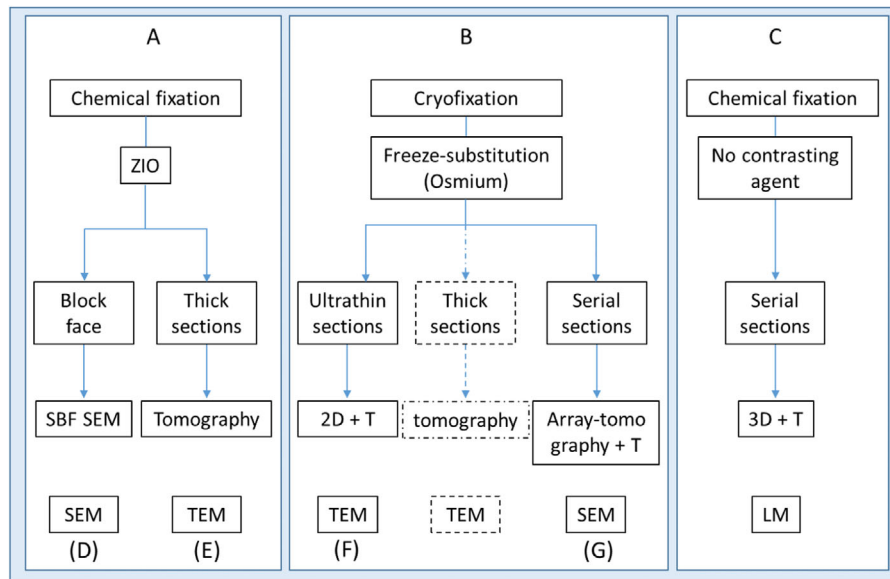 A
Chemical fixation
ZIO
Block
face
Thick
sections
SBF SEM
Tomography
SEM
TEM
(D)
(E)
B
Cryofixation
Freeze-substitution
(Osmium)
Ultrathin
sections
Thick
sections
Serial
sections
2D + T
tomography
Array-tomo
graphy + T
TEM
TEM
SEM
(F)
(G)
C
Chemical fixation
No contrasting
agent
Serial
sections
3D + T
LM